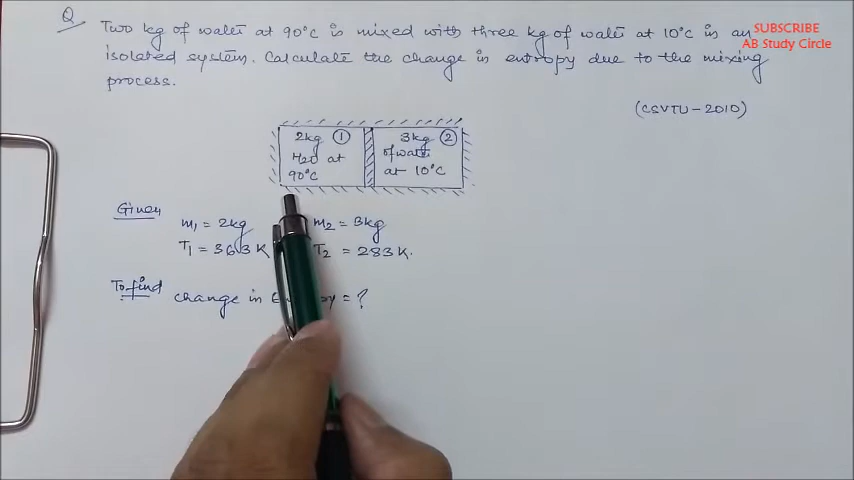 Q Two kg of water at 90°C is mixed with three kg of water at 10°C in an
isolated system. Calculate the change in entropy due to the mixing
process.
SUBSCRIBE
AB Study Circle
(CSVTU-2010)
2kg ① 3kg ②
H2O at of water
90°C at 10°C
Given
m1 = 2kg m2 = 3kg
T1 = 363 K T2 = 283 K.
To find change in = ?